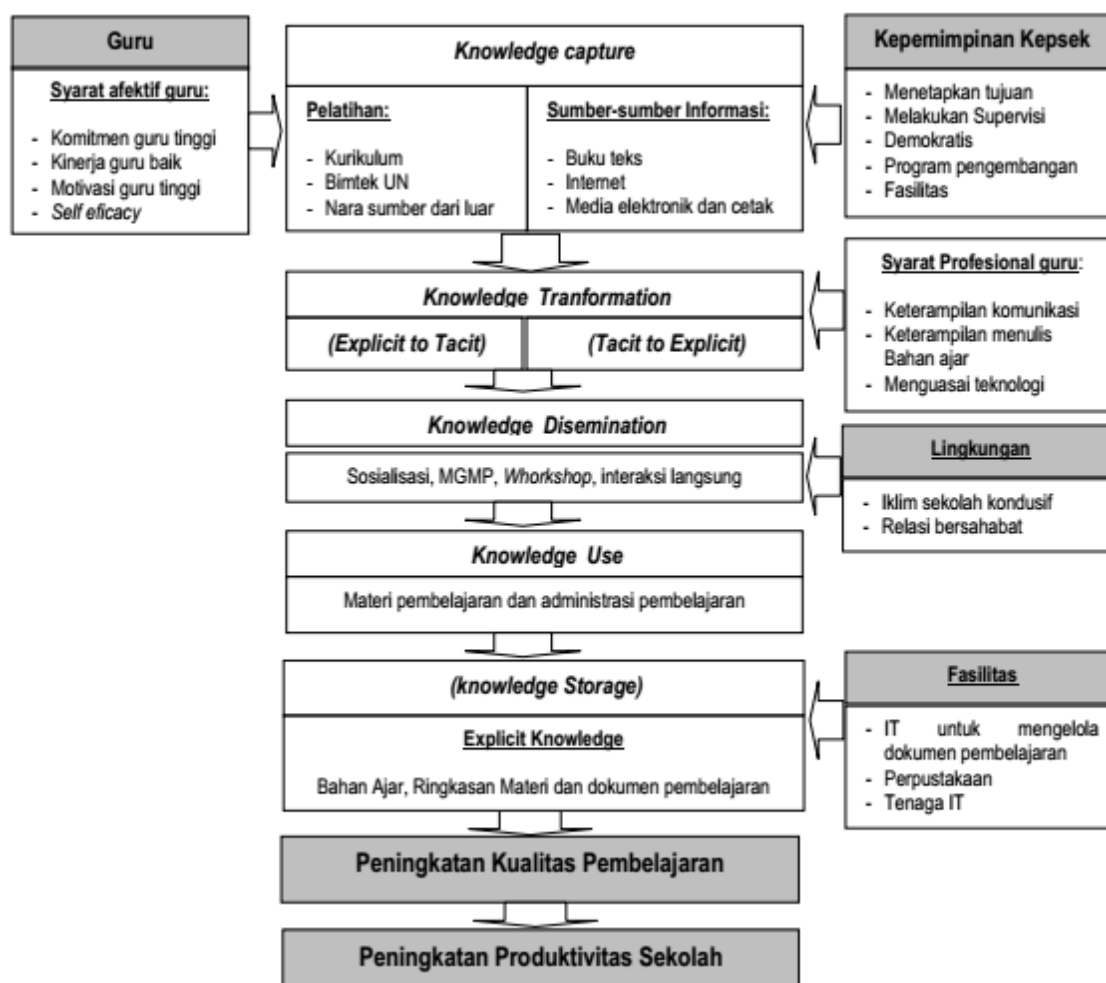 Guru
Syarat afektif guru:
- Komitmen guru tinggi
- Kinerja guru baik
- Motivasi guru tinggi
- Self eficacy
Knowledge capture
Pelatihan:
- Kurikulum
- Bimtek UN
- Nara sumber dari luar
Sumber-sumber Informasi:
- Buku teks
- Internet
- Media elektronik dan cetak
Kepemimpinan Kepsek
- Menetapkan tujuan
- Melakukan Supervisi
- Demokratis
- Program pengembangan
- Fasilitas
Knowledge Tranformation
(Explicit to Tacit)
(Tacit to Explicit)
Syarat Profesional guru:
- Keterampilan komunikasi
- Keterampilan menulis
Bahan ajar
- Menguasai teknologi
Knowledge Disemination
Sosialisasi, MGMP, Whorkshop, interaksi langsung
Lingkungan
- Iklim sekolah kondusif
- Relasi bersahabat
Knowledge Use
Materi pembelajaran dan administrasi pembelajaran
(knowledge Storage)
Explicit Knowledge
Bahan Ajar, Ringkasan Materi dan dokumen pembelajaran
Fasilitas
- IT untuk mengelola
dokumen pembelajaran
- Perpustakaan
- Tenaga IT
Peningkatan Kualitas Pembelajaran
Peningkatan Produktivitas Sekolah